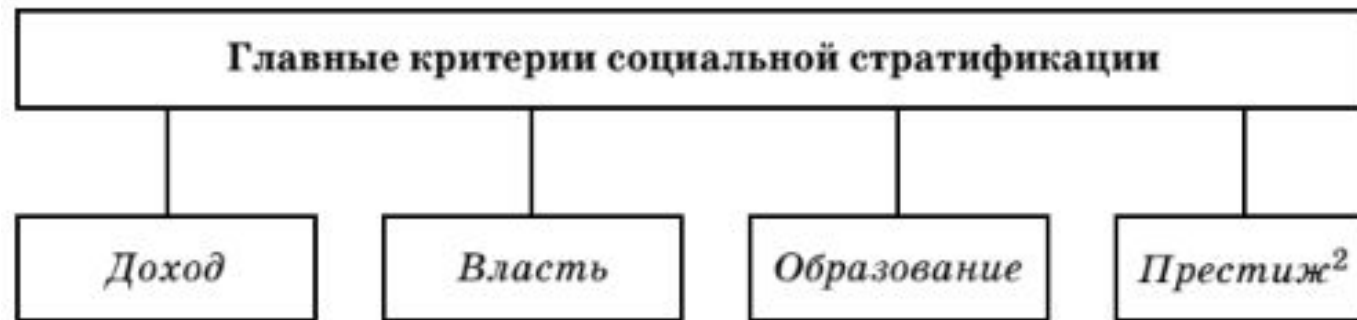 Главные критерии социальной стратификации
Доход
Власть
Образование
Престиж²